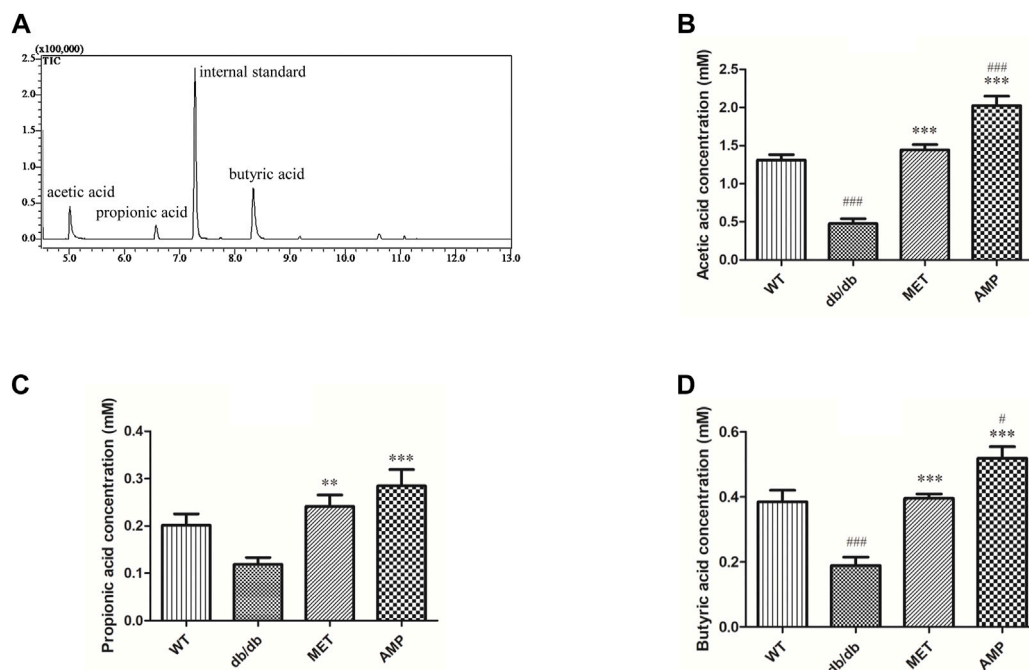 A
(x100,000)
TIC
2.5
2.0
1.5
1.0
0.5
0.0
internal standard
butyric acid
acetic acid
propionic acid
5.0 6.0 7.0 8.0 9.0 10.0 11.0 12.0 13.0
B
Acetic acid concentration (mM)
2.5
2.0
1.5
1.0
0.5
0.0
###
***
***
###
WT db/db MET AMP
C
Propionic acid concentration (mM)
0.4
0.3
0.2
0.1
0.0
***
**
WT db/db MET AMP
D
Butyric acid concentration (mM)
0.6
0.4
0.2
0.0
#
***
***
###
WT db/db MET AMP